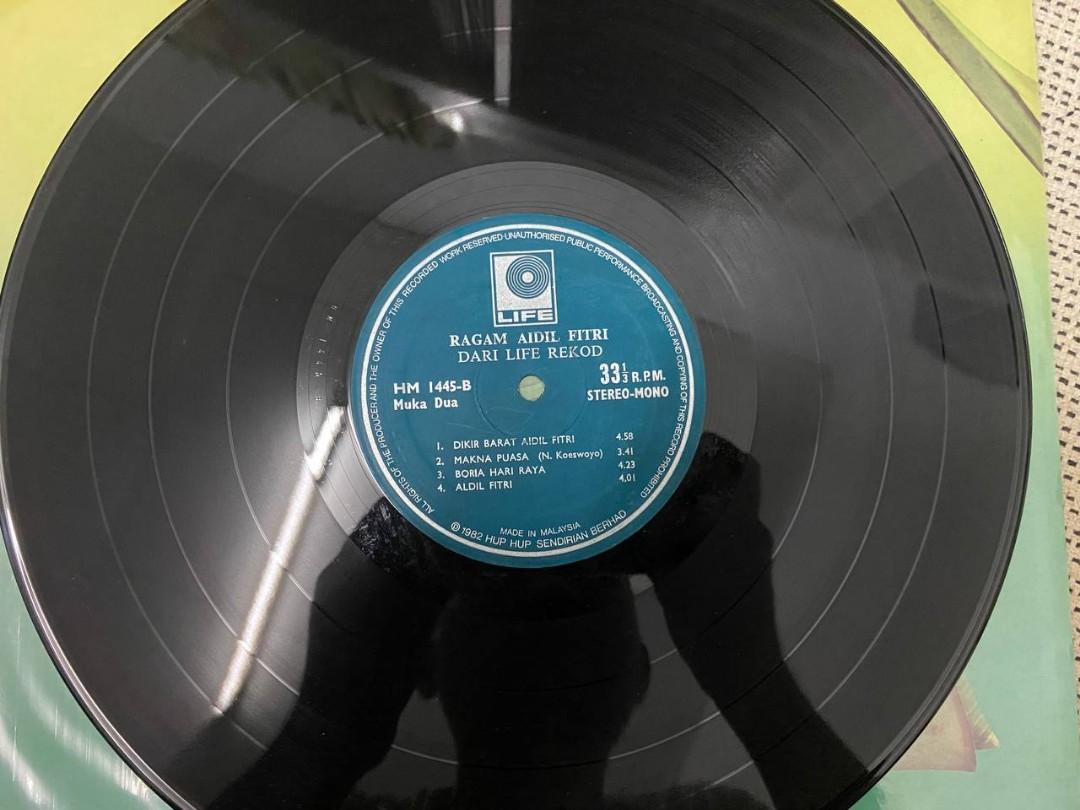 ALL RIGHTS OF THE PRODUCER AND THE OWNER OF THIS RECORDED WORK RESERVED·UNAUTHORISED PUBLIC PERFORMANCE BROADCASTING AND COPYING OF THIS RECORD PROHIBITED
LIFE
RAGAM AIDIL FITRI
DARI LIFE REKOD
HM 1445-B
Muka Dua
33 1/3 R.P.M.
STEREO-MONO
1. DIKIR BARAT AIDIL FITRI 4.58
2. MAKNA PUASA (N. Koeswoyo) 3.41
3. BORIA HARI RAYA 4.23
4. ALDIL FITRI 4.01
MADE IN MALAYSIA
℗ 1982 HUP HUP SENDIRIAN BERHAD